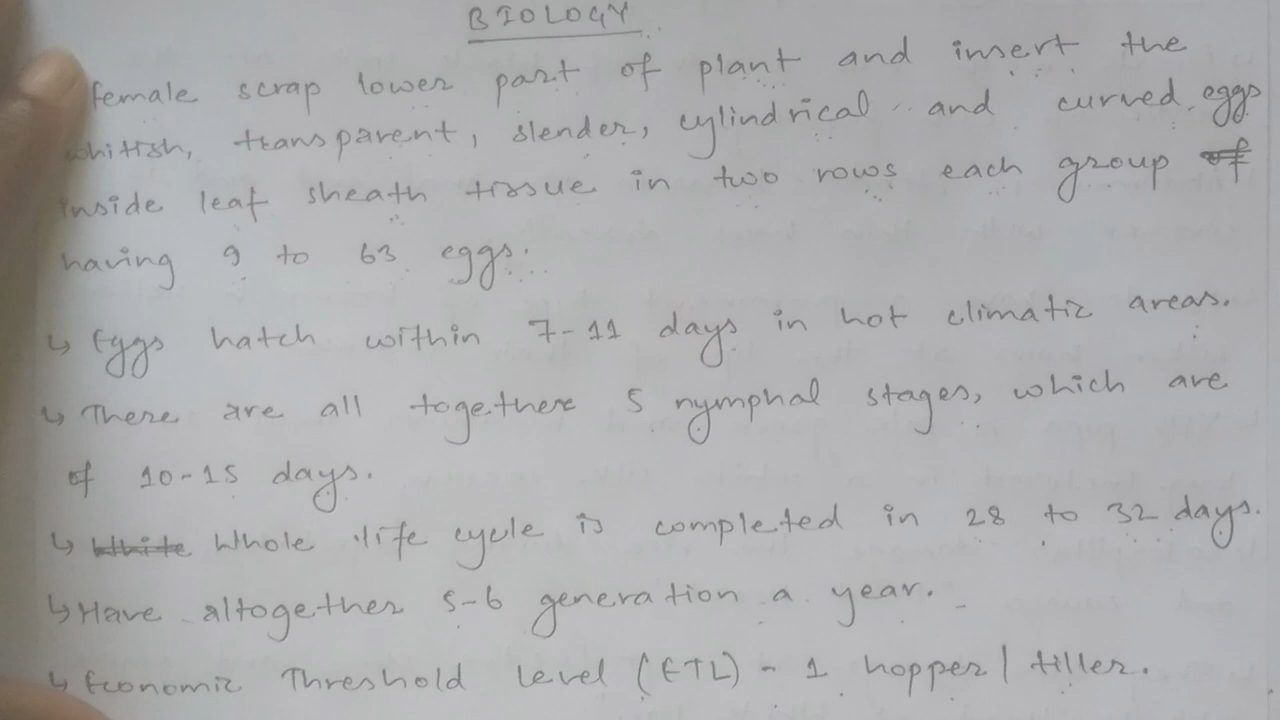 BIOLOGY
female scrap lower part of plant and insert the
whitish, transparent, slender, cylindrical and curved eggs
inside leaf sheath tissue in two rows each group of
having 9 to 63 eggs.
↳ Eggs hatch within 7-11 days in hot climatic areas.
↳ There are all together 5 nymphal stages, which are
of 10-15 days.
↳ White Whole life cycle is completed in 28 to 32 days.
↳ Have altogether 5-6 generation a year.
↳ Economic Threshold Level (ETL) - 1 hopper / tiller.